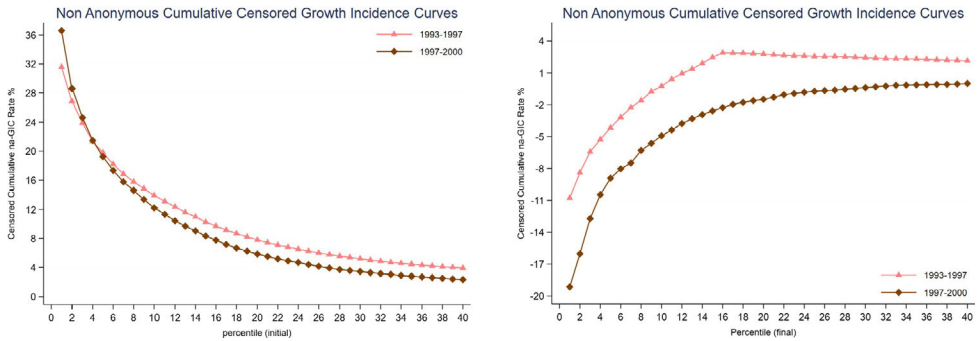 Non Anonymous Cumulative Censored Growth Incidence Curves
Censored Cumulative na-GIC Rate %
36
32
28
24
20
16
12
8
4
0
1993-1997
1997-2000
0 2 4 6 8 10 12 14 16 18 20 22 24 26 28 30 32 34 36 38 40
percentile (initial)
Non Anonymous Cumulative Censored Growth Incidence Curves
Censored Cumulative na-GIC Rate %
4
1
-2
-5
-8
-11
-14
-17
-20
1993-1997
1997-2000
0 2 4 6 8 10 12 14 16 18 20 22 24 26 28 30 32 34 36 38 40
Percentile (final)